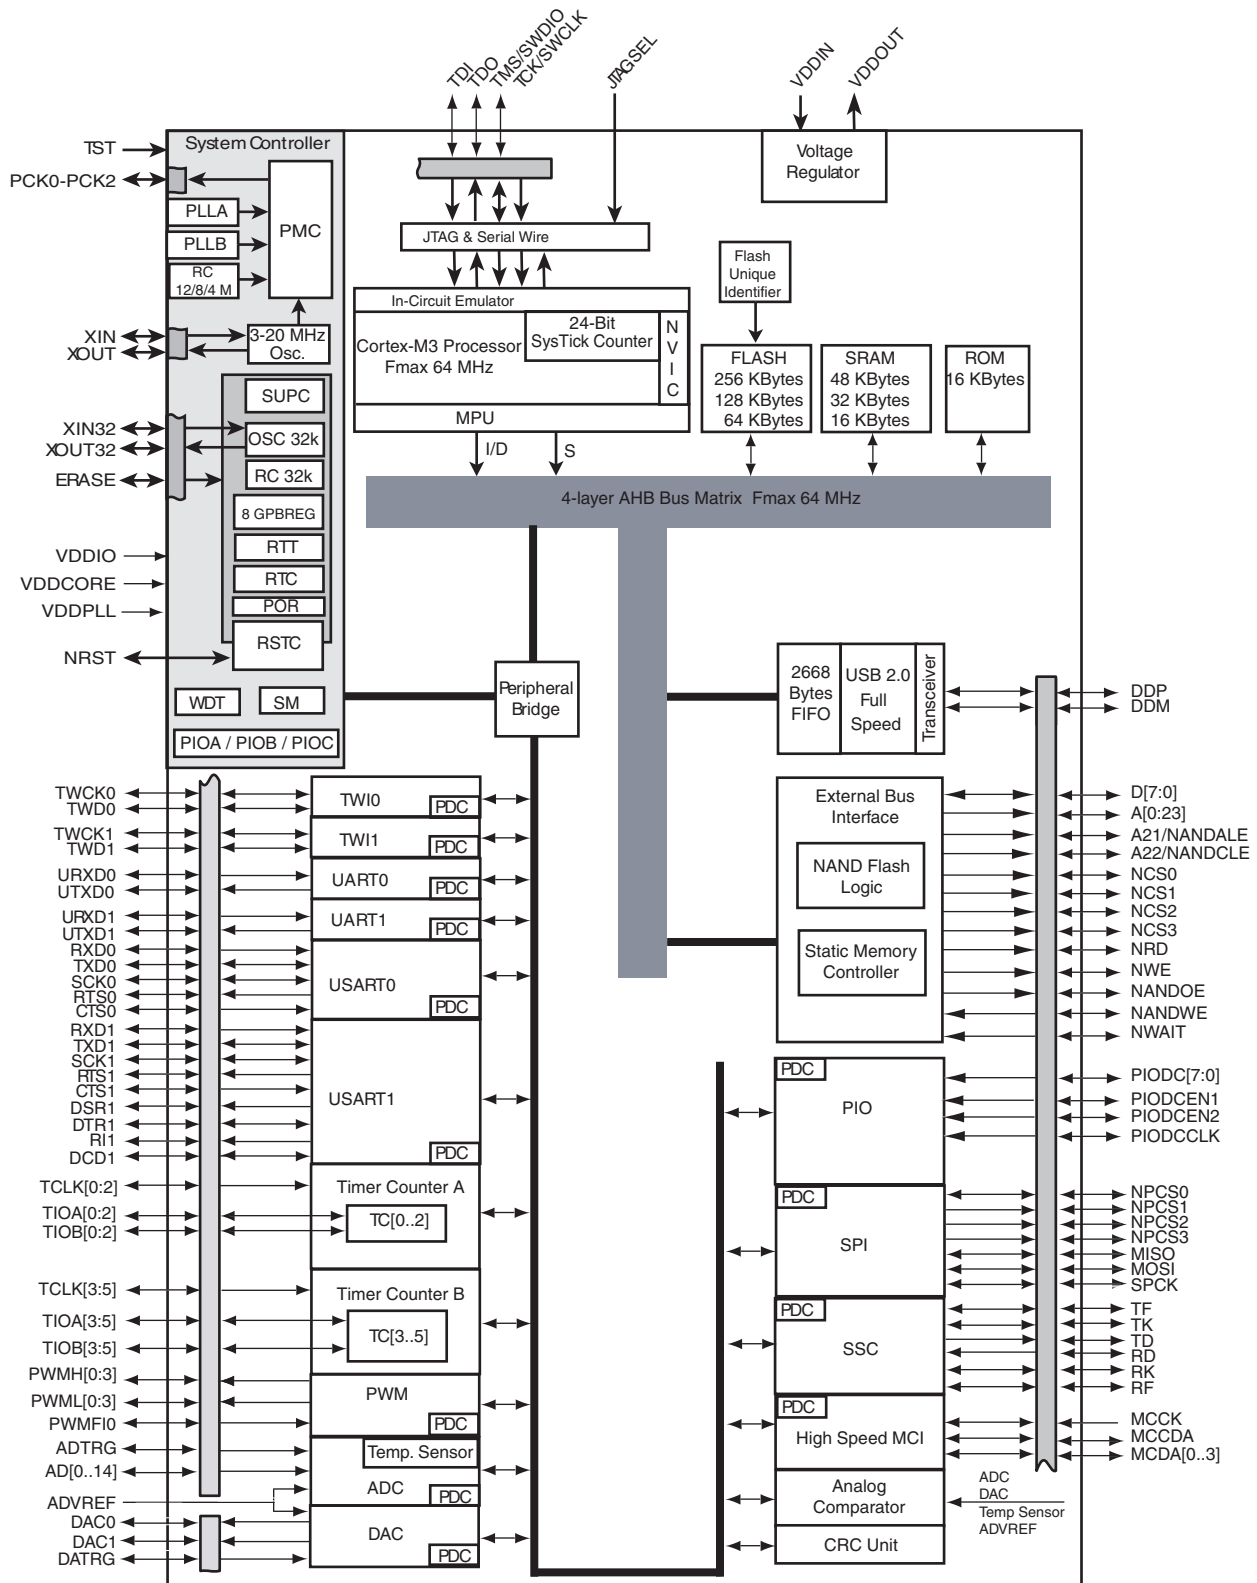 TDI
TDO
TMS/SWDIO
TCK/SWCLK
JTAGSEL
VDDIN
VDDOUT
TST
PCK0-PCK2
System Controller
PLLA
PLLB
RC
12/8/4 M
PMC
XIN
XOUT
3-20 MHz
Osc.
SUPC
XIN32
XOUT32
OSC 32k
ERASE
RC 32k
8 GPBREG
RTT
VDDIO
RTC
VDDCORE
POR
VDDPLL
RSTC
NRST
WDT
SM
PIOA / PIOB / PIOC
JTAG & Serial Wire
In-Circuit Emulator
24-Bit
SysTick Counter
Cortex-M3 Processor
Fmax 64 MHz
N
V
I
C
MPU
I/D
S
Voltage
Regulator
Flash
Unique
Identifier
FLASH
256 KBytes
128 KBytes
64 KBytes
SRAM
48 KBytes
32 KBytes
16 KBytes
ROM
16 KBytes
4-layer AHB Bus Matrix Fmax 64 MHz
Peripheral
Bridge
2668
Bytes
FIFO
USB 2.0
Full
Speed
Transceiver
DDP
DDM
TWCK0
TWD0
TWI0
PDC
TWCK1
TWD1
TWI1
PDC
URXD0
UTXD0
UART0
PDC
URXD1
UTXD1
UART1
PDC
RXD0
TXD0
SCK0
RTS0
CTS0
USART0
PDC
RXD1
TXD1
SCK1
RTS1
CTS1
DSR1
DTR1
RI1
DCD1
USART1
PDC
TCLK[0:2]
TIOA[0:2]
TIOB[0:2]
Timer Counter A
TC[0..2]
TCLK[3:5]
TIOA[3:5]
TIOB[3:5]
Timer Counter B
TC[3..5]
PWMH[0:3]
PWML[0:3]
PWMFI0
PWM
PDC
ADTRG
AD[0..14]
Temp. Sensor
ADC
PDC
ADVREF
DAC0
DAC1
DATRG
DAC
PDC
External Bus
Interface
NAND Flash
Logic
Static Memory
Controller
D[7:0]
A[0:23]
A21/NANDALE
A22/NANDCLE
NCS0
NCS1
NCS2
NCS3
NRD
NWE
NANDOE
NANDWE
NWAIT
PDC
PIO
PIODC[7:0]
PIODCEN1
PIODCEN2
PIODCCLK
PDC
SPI
NPCS0
NPCS1
NPCS2
NPCS3
MISO
MOSI
SPCK
PDC
SSC
TF
TK
TD
RD
RK
RF
PDC
High Speed MCI
MCCK
MCCDA
MCDA[0..3]
Analog
Comparator
ADC
DAC
Temp Sensor
ADVREF
CRC Unit